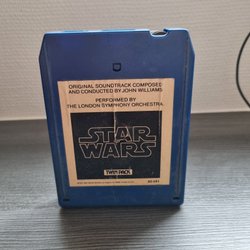 ORIGINAL SOUNDTRACK COMPOSED
AND CONDUCTED BY JOHN WILLIAMS
PERFORMED BY
THE LONDON SYMPHONY ORCHESTRA
STAR
WARS
TWIN PACK